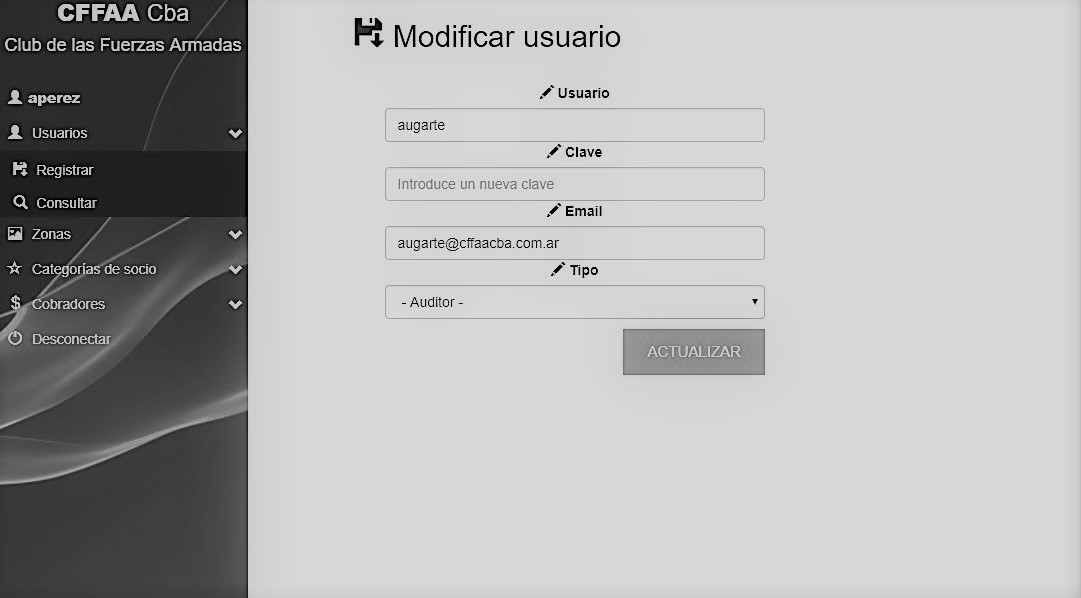 CFFAA Cba
Club de las Fuerzas Armadas
aperez
Usuarios
Registrar
Consultar
Zonas
Categorías de socio
Cobradores
Desconectar
Modificar usuario
Usuario
augarte
Clave
Introduce un nueva clave
Email
augarte@cffaacba.com.ar
Tipo
- Auditor -
ACTUALIZAR